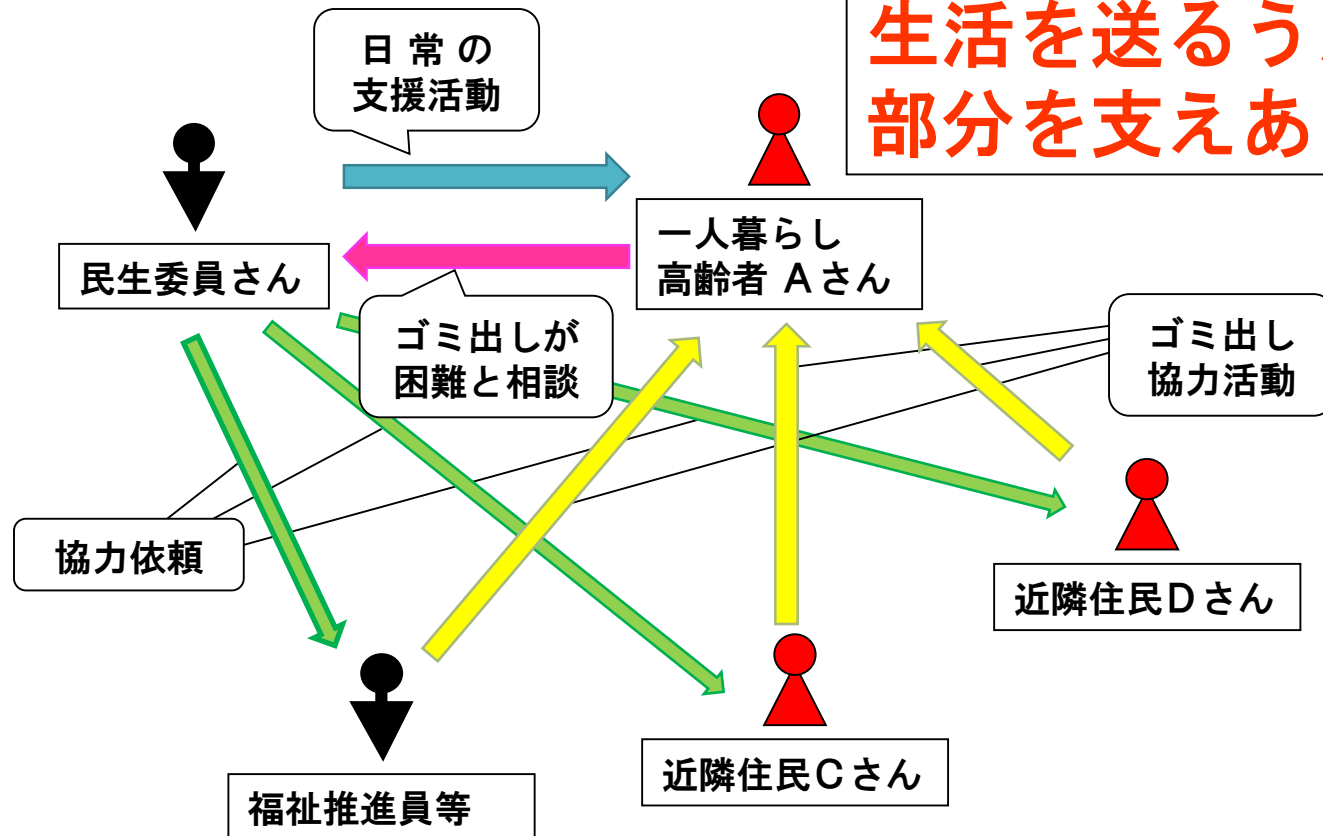 生活を送るう
部分を支えあ
日 常 の
支援活動
民生委員さん
一人暮らし
高齢者 Ａさん
ゴミ出しが
困難と相談
ゴミ出し
協力活動
協力依頼
近隣住民Ｄさん
近隣住民Ｃさん
福祉推進員等